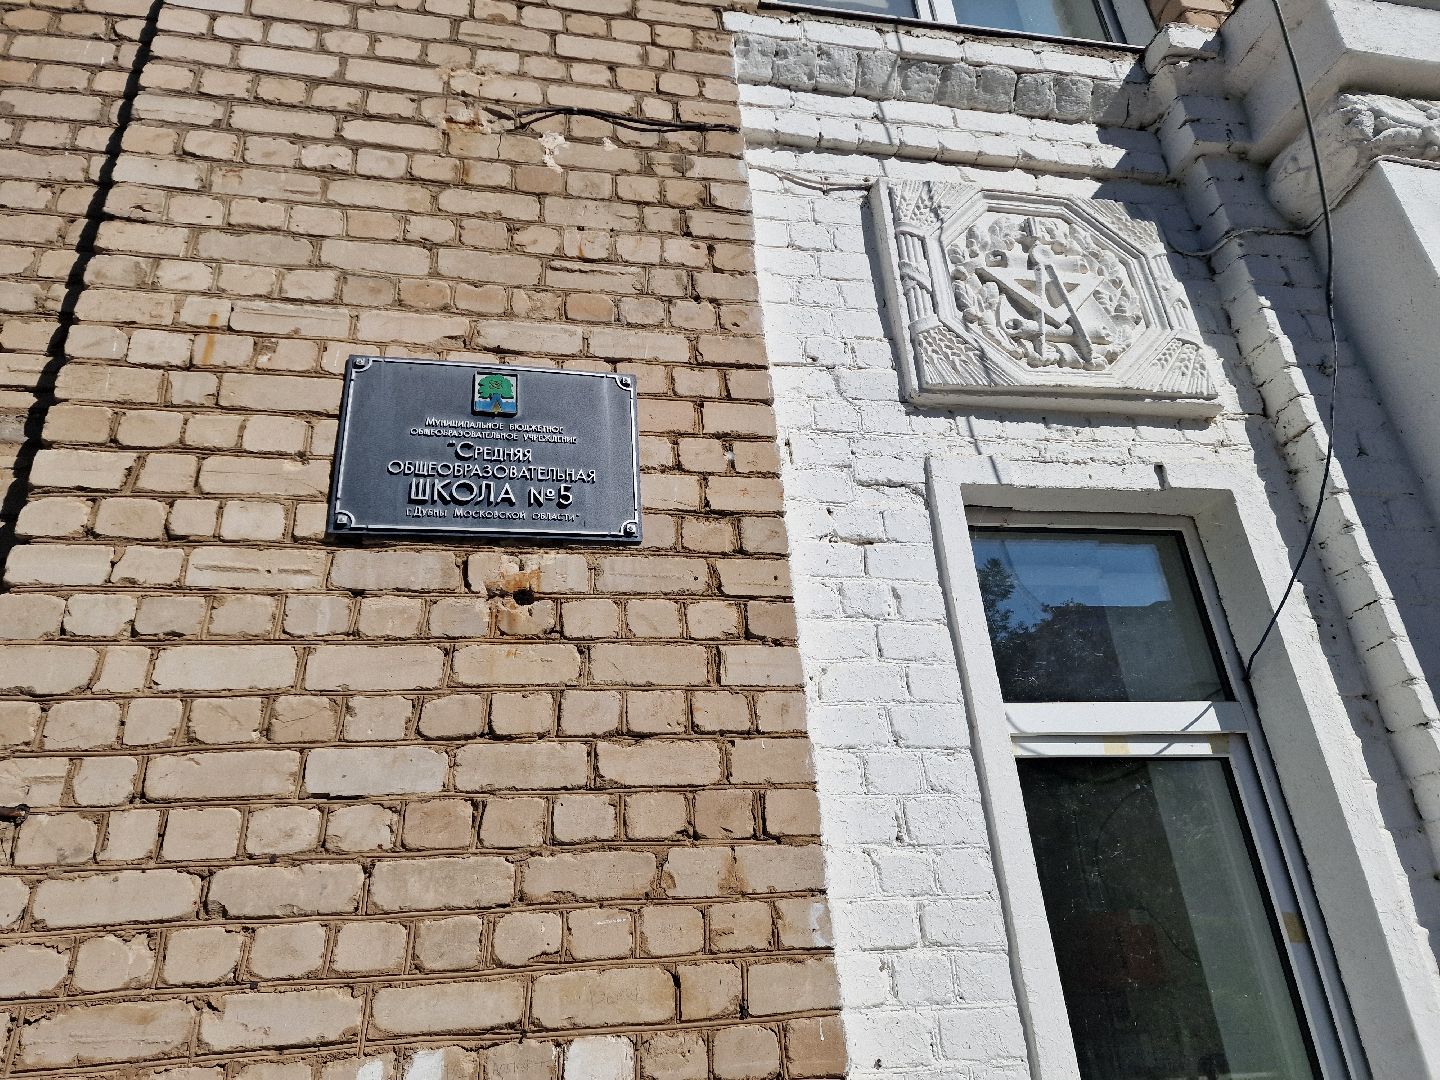 Муниципальное бюджетное
общеобразовательное учреждение
"Средняя
общеобразовательная
ШКОЛА №5
г.Дубны Московской области"